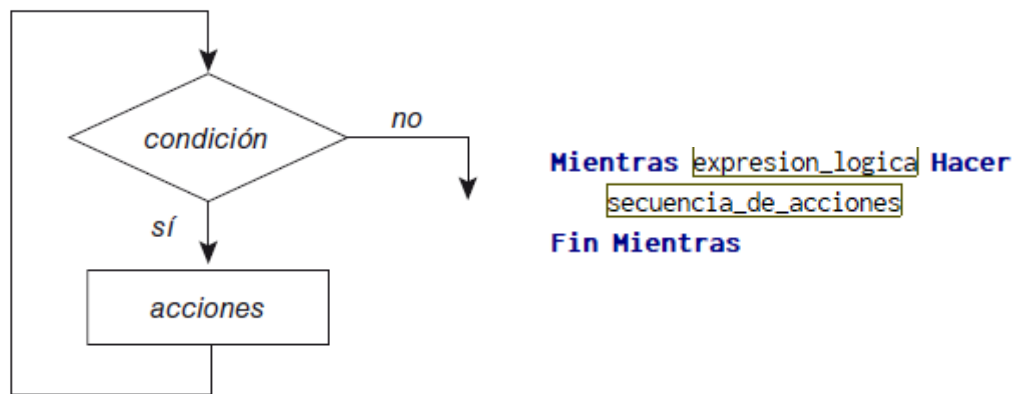 condición
no
sí
acciones
Mientras expresion_logica Hacer
secuencia_de_acciones
Fin Mientras